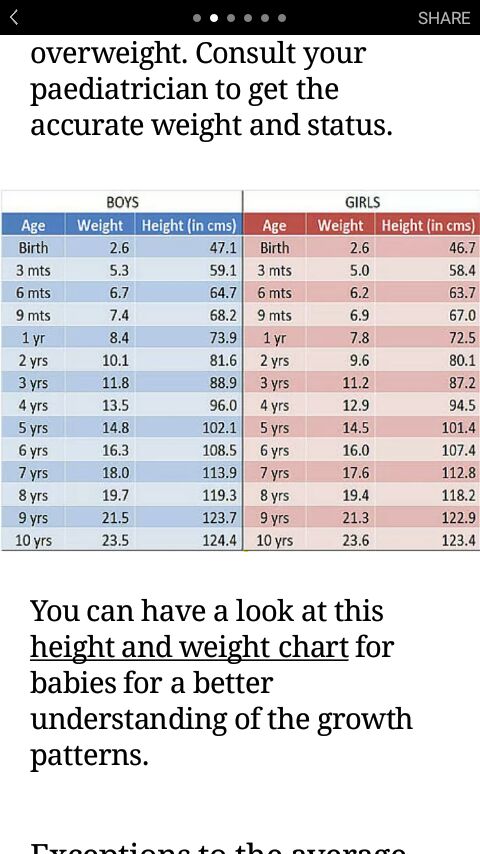 SHARE
overweight. Consult your
paediatrician to get the
accurate weight and status.
BOYS GIRLS
Age Weight Height (in cms) Age Weight Height (in cms)
Birth 2.6 47.1 Birth 2.6 46.7
3 mts 5.3 59.1 3 mts 5.0 58.4
6 mts 6.7 64.7 6 mts 6.2 63.7
9 mts 7.4 68.2 9 mts 6.9 67.0
1 yr 8.4 73.9 1 yr 7.8 72.5
2 yrs 10.1 81.6 2 yrs 9.6 80.1
3 yrs 11.8 88.9 3 yrs 11.2 87.2
4 yrs 13.5 96.0 4 yrs 12.9 94.5
5 yrs 14.8 102.1 5 yrs 14.5 101.4
6 yrs 16.3 108.5 6 yrs 16.0 107.4
7 yrs 18.0 113.9 7 yrs 17.6 112.8
8 yrs 19.7 119.3 8 yrs 19.4 118.2
9 yrs 21.5 123.7 9 yrs 21.3 122.9
10 yrs 23.5 124.4 10 yrs 23.6 123.4
You can have a look at this
height and weight chart for
babies for a better
understanding of the growth
patterns.
Exceptions to the average